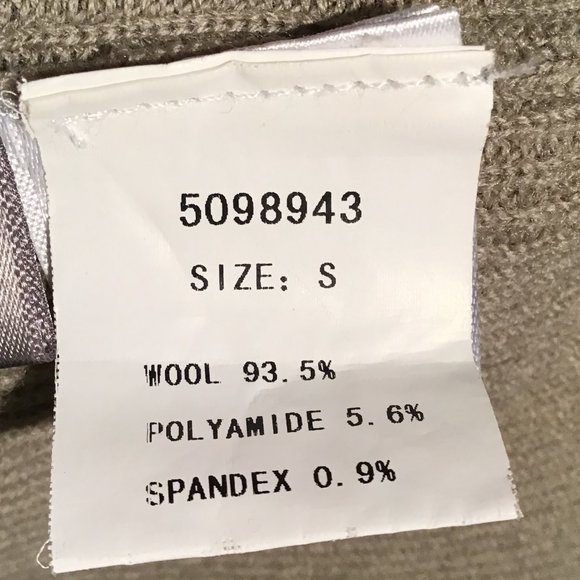 5098943
SIZE: S
WOOL 93.5%
POLYAMIDE 5.6%
SPANDEX 0.9%